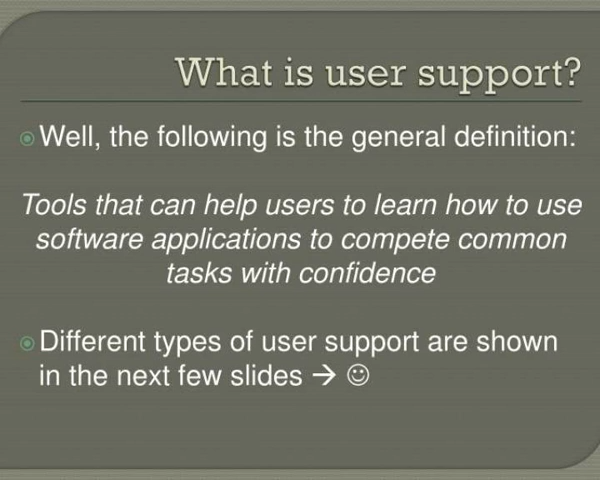 What is user support?
Well, the following is the general definition:
Tools that can help users to learn how to use
software applications to compete common
tasks with confidence
Different types of user support are shown
in the next few slides → ☺